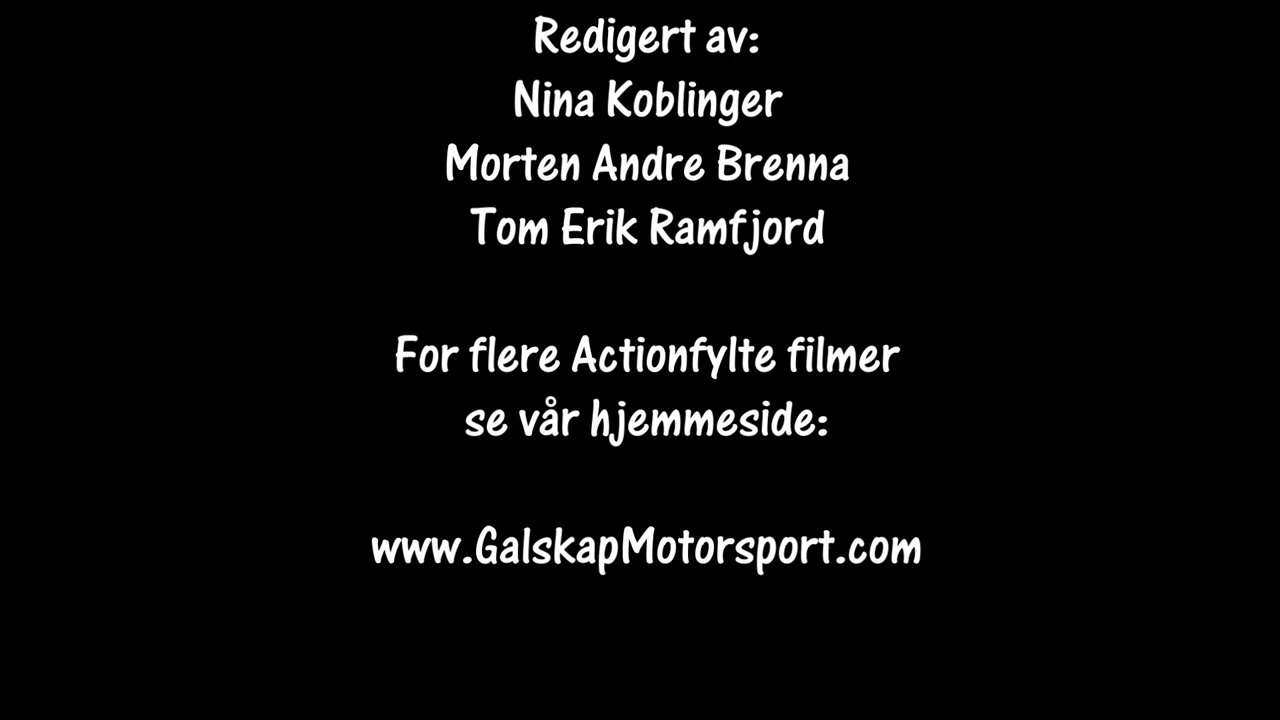 Redigert av:
Nina Koblinger
Morten Andre Brenna
Tom Erik Ramfjord
For flere Actionfylte filmer
se vår hjemmeside:
www.GalskapMotorsport.com